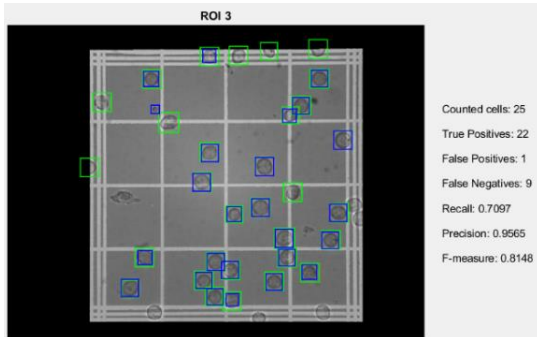 ROI 3
Counted cells: 25
True Positives: 22
False Positives: 1
False Negatives: 9
Recall: 0.7097
Precision: 0.9565
F-measure: 0.8148